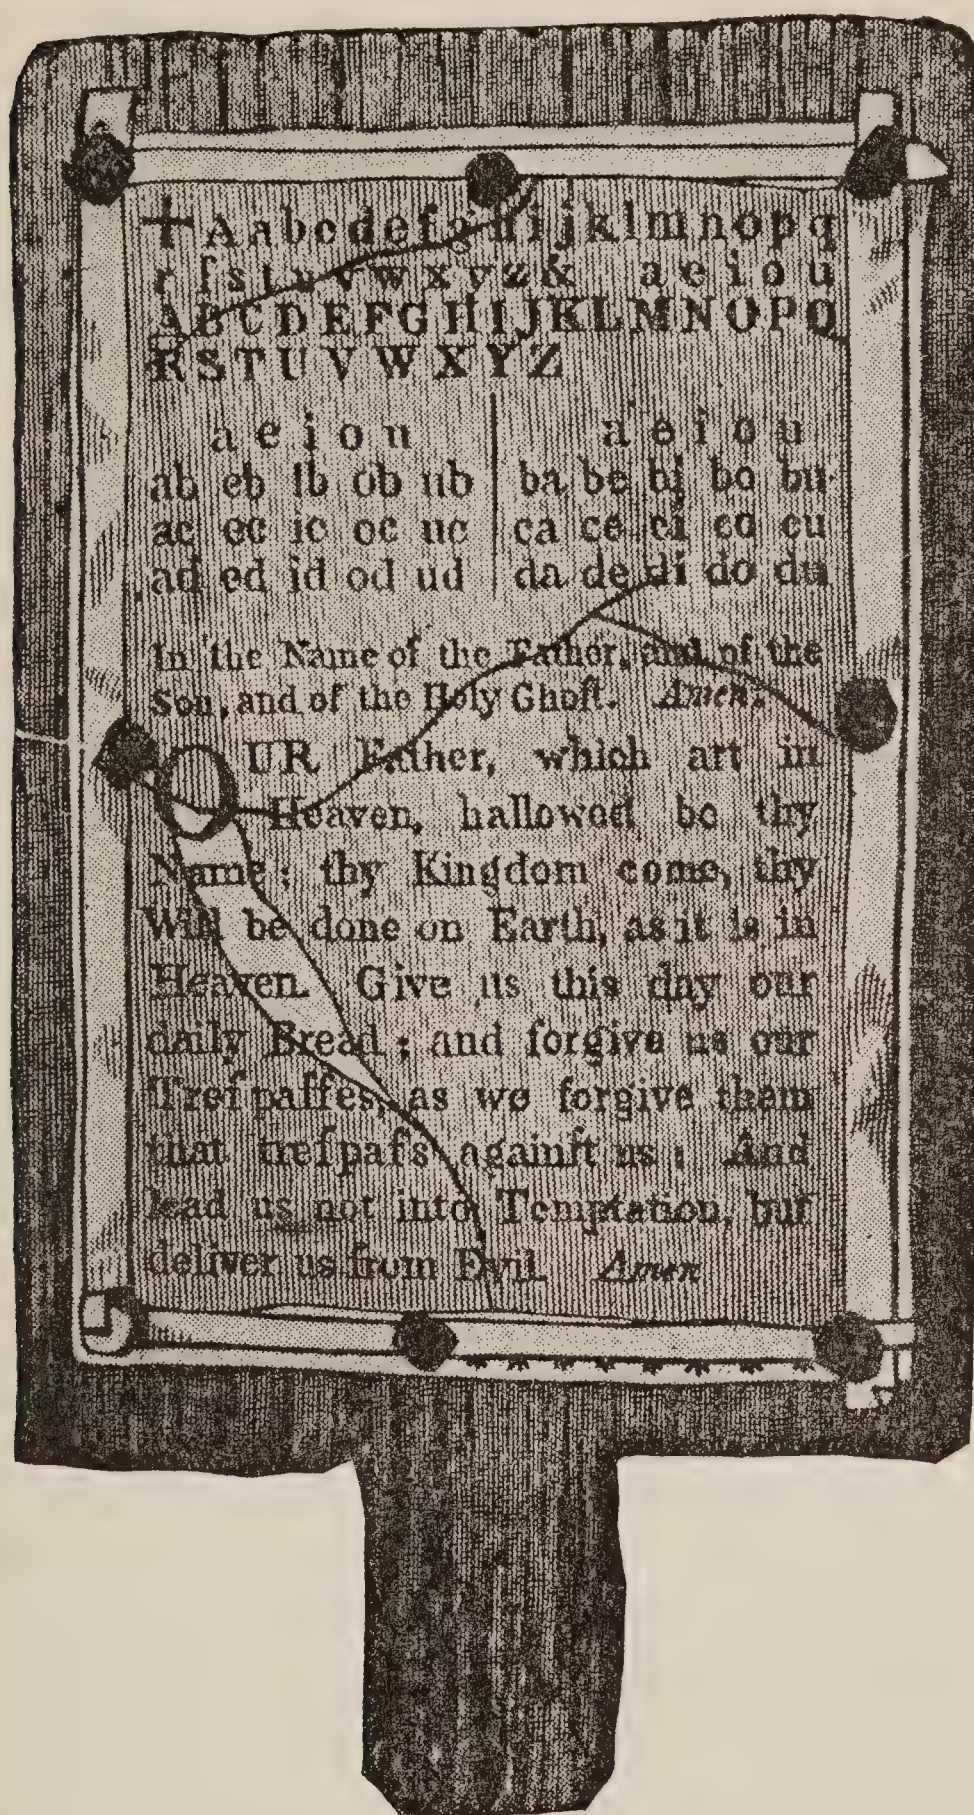 ✝ A a b c d e f g h i j k l m n o p q
r ſ s t u v w x y z & a e i o u
A B C D E F G H I J K L M N O P Q
R S T U V W X Y Z
a e i o u | a e i o u
ab eb ib ob ub | ba be bi bo bu
ac ec ic oc uc | ca ce ci co cu
ad ed id od ud | da de di do du
In the Name of the Father, and of the
Son, and of the Holy Ghoſt. Amen.
OUR Father, which art in
Heaven, hallowed be thy
Name; thy Kingdom come, thy
Will be done on Earth, as it is in
Heaven. Give us this day our
daily Bread; and forgive us our
Treſpaſſes, as we forgive them
that treſpaſs againſt us: And
lead us not into Temptation, but
deliver us from Evil. Amen